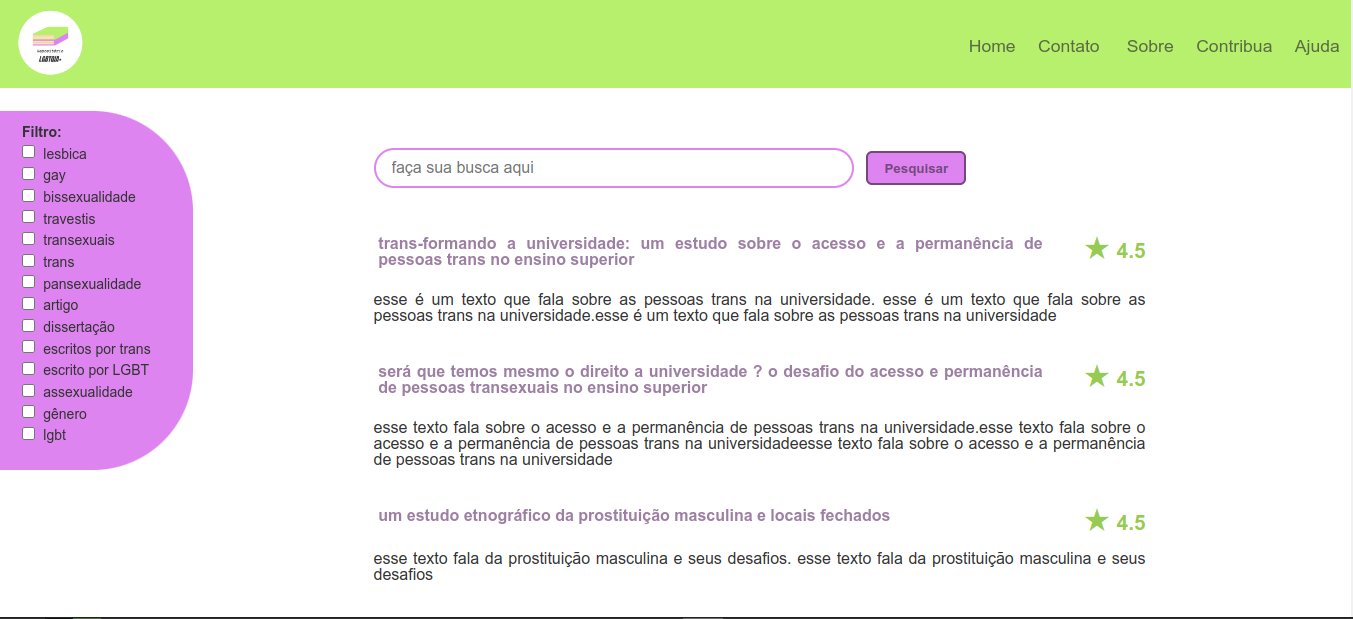 LGBTQIA+
Home Contato Sobre Contribua Ajuda
Filtro:
lesbica
gay
bissexualidade
travestis
transexuais
trans
pansexualidade
artigo
dissertação
escritos por trans
escrito por LGBT
assexualidade
gênero
lgbt
faça sua busca aqui
Pesquisar
trans-formando a universidade: um estudo sobre o acesso e a permanência de
pessoas trans no ensino superior
★ 4.5
esse é um texto que fala sobre as pessoas trans na universidade. esse é um texto que fala sobre as
pessoas trans na universidade.esse é um texto que fala sobre as pessoas trans na universidade
será que temos mesmo o direito a universidade ? o desafio do acesso e permanência
de pessoas transexuais no ensino superior
★ 4.5
esse texto fala sobre o acesso e a permanência de pessoas trans na universidade.esse texto fala sobre o
acesso e a permanência de pessoas trans na universidadeesse texto fala sobre o acesso e a permanência
de pessoas trans na universidade
um estudo etnográfico da prostituição masculina e locais fechados
★ 4.5
esse texto fala da prostituição masculina e seus desafios. esse texto fala da prostituição masculina e seus
desafios